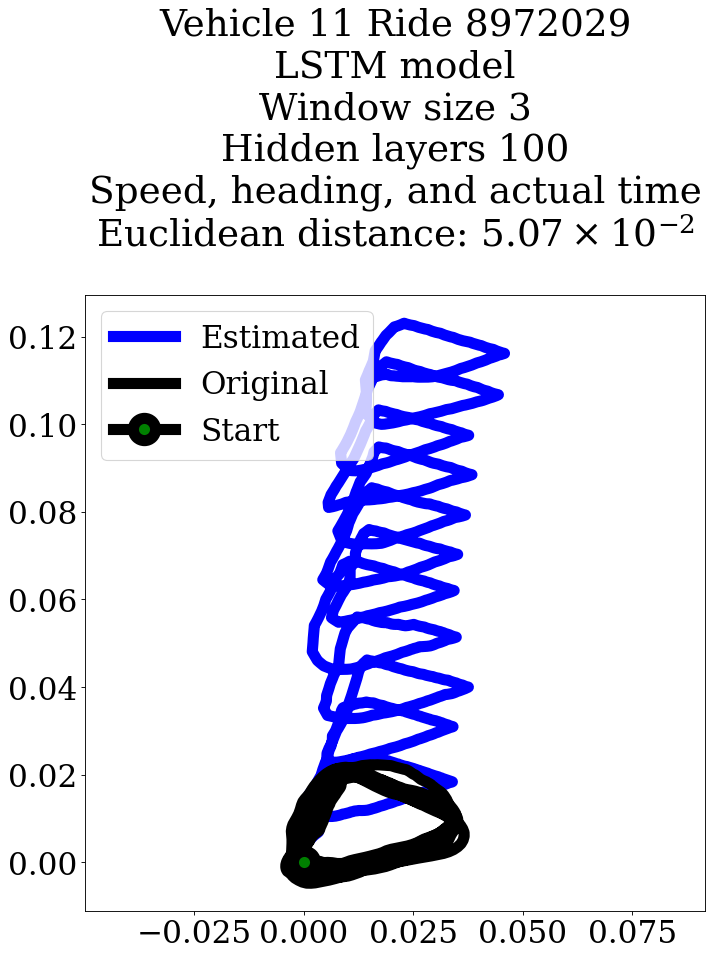 Vehicle 11 Ride 8972029
LSTM model
Window size 3
Hidden layers 100
Speed, heading, and actual time
Euclidean distance: 5.07 × 10⁻²
Estimated
Original
Start
0.12
0.10
0.08
0.06
0.04
0.02
0.00
−0.025 0.000 0.025 0.050 0.075